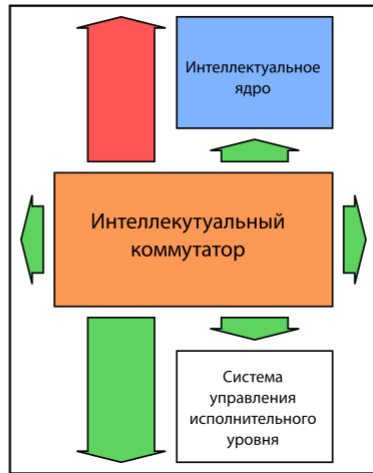 Интеллектуальное
ядро
Интеллекутуальный
коммутатор
Система
управления
исполнительного
уровня